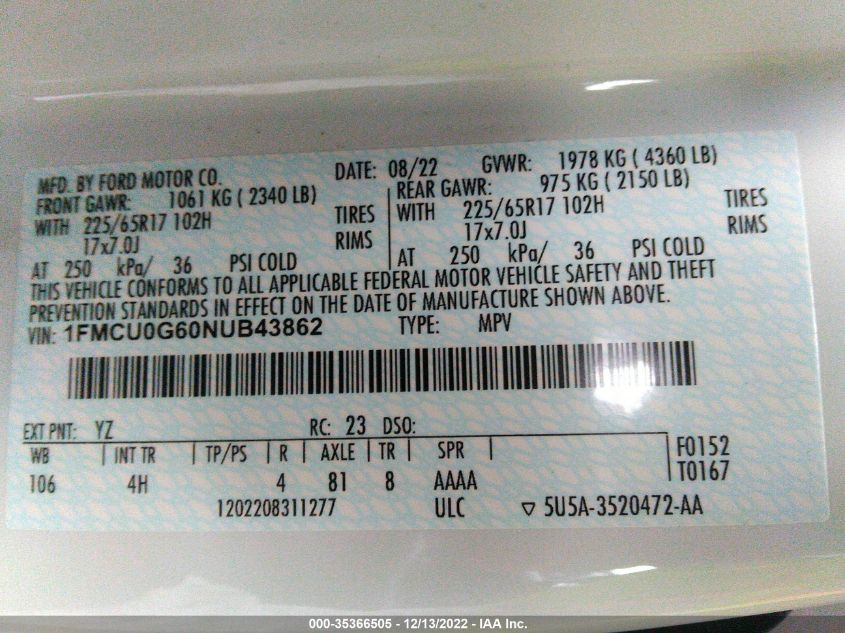 MFD. BY FORD MOTOR CO. DATE: 08/22 GVWR: 1978 KG ( 4360 LB)
FRONT GAWR: 1061 KG ( 2340 LB) REAR GAWR: 975 KG ( 2150 LB)
WITH 225/65R17 102H TIRES WITH 225/65R17 102H TIRES
17x7.0J RIMS 17x7.0J RIMS
AT 250 kPa/ 36 PSI COLD AT 250 kPa/ 36 PSI COLD
THIS VEHICLE CONFORMS TO ALL APPLICABLE FEDERAL MOTOR VEHICLE SAFETY AND THEFT
PREVENTION STANDARDS IN EFFECT ON THE DATE OF MANUFACTURE SHOWN ABOVE.
VIN: 1FMCU0G60NUB43862 TYPE: MPV
EXT PNT: YZ RC: 23 DSO:
WB INT TR TP/PS R AXLE TR SPR F0152
106 4H 4 81 8 AAAA T0167
1202208311277 ULC ▽ 5U5A-3520472-AA
000-35366505 - 12/13/2022 - IAA Inc.